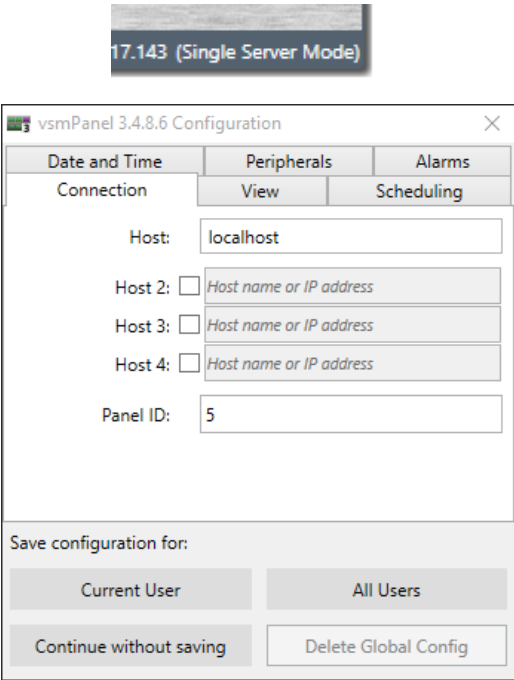 17.143 (Single Server Mode)
vsmPanel 3.4.8.6 Configuration
Date and Time Peripherals Alarms
Connection View Scheduling
Host: localhost
Host 2: Host name or IP address
Host 3: Host name or IP address
Host 4: Host name or IP address
Panel ID: 5
Save configuration for:
Current User All Users
Continue without saving Delete Global Config